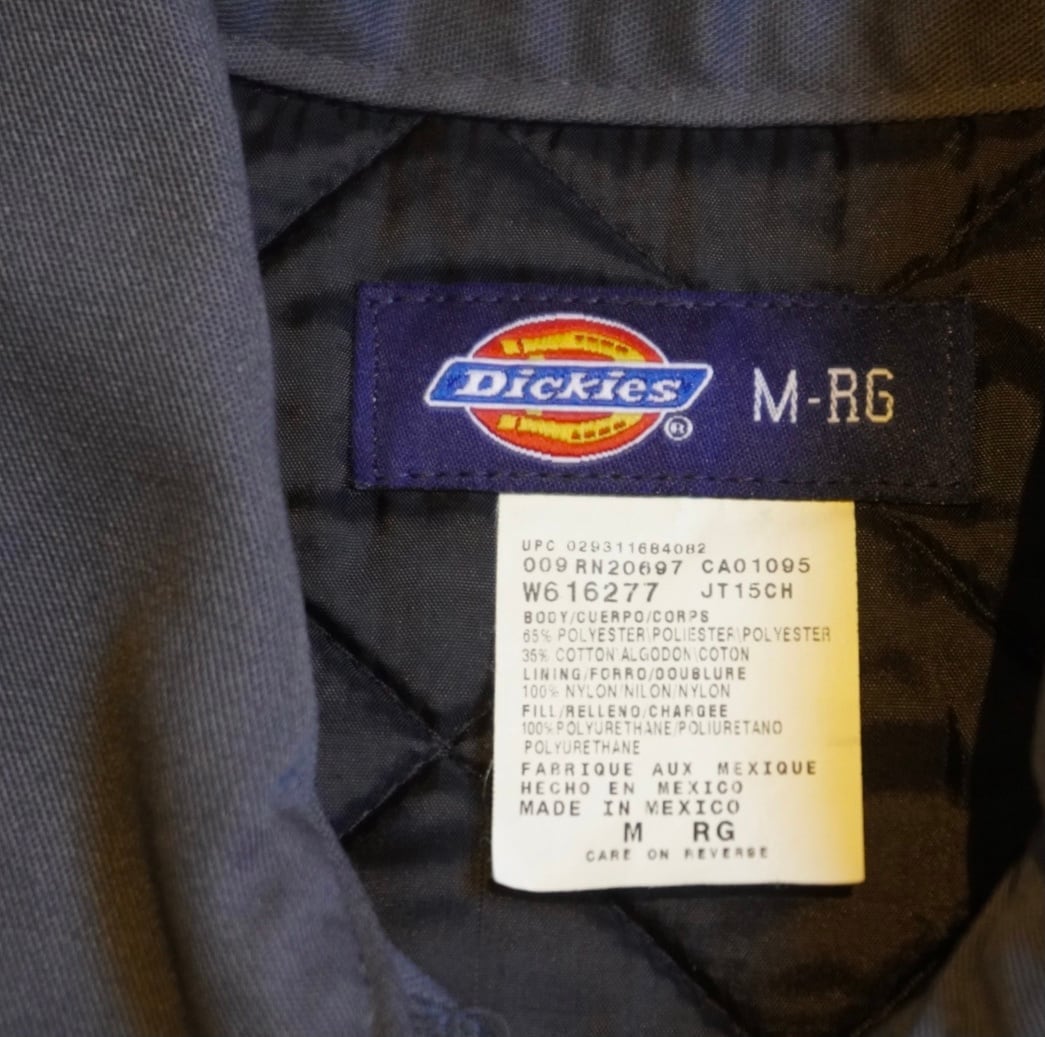 Dickies ®
M-RG
UPC 029311684082
009 RN20697 CA01095
W616277 JT15CH
BODY/CUERPO/CORPS
65% POLYESTER\POLIESTER\POLYESTER
35% COTTON\ALGODON\COTON
LINING/FORRO/DOUBLURE
100% NYLON/NILON/NYLON
FILL/RELLENO/CHARGEE
100% POLYURETHANE/POLIURETANO
POLYURETHANE
FABRIQUE AUX MEXIQUE
HECHO EN MEXICO
MADE IN MEXICO
M RG
CARE ON REVERSE